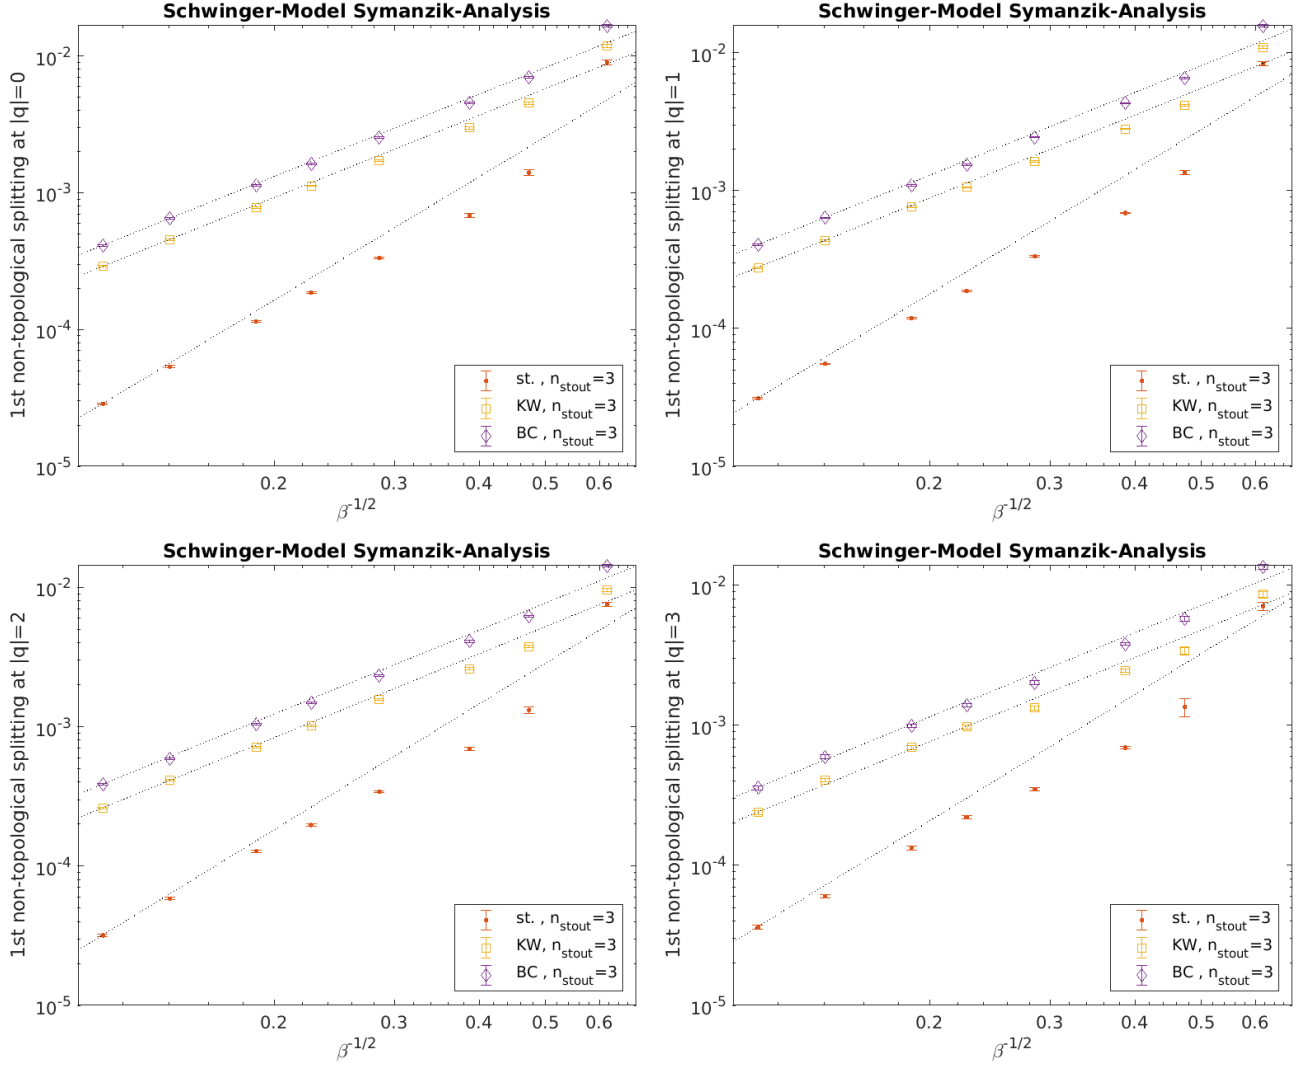 Schwinger-Model Symanzik-Analysis
1st non-topological splitting at |q|=0
10^-2
10^-3
10^-4
10^-5
st. , n_stout=3
KW, n_stout=3
BC , n_stout=3
0.2 0.3 0.4 0.5 0.6
β^-1/2
Schwinger-Model Symanzik-Analysis
1st non-topological splitting at |q|=1
10^-2
10^-3
10^-4
10^-5
st. , n_stout=3
KW, n_stout=3
BC , n_stout=3
0.2 0.3 0.4 0.5 0.6
β^-1/2
Schwinger-Model Symanzik-Analysis
1st non-topological splitting at |q|=2
10^-2
10^-3
10^-4
10^-5
st. , n_stout=3
KW, n_stout=3
BC , n_stout=3
0.2 0.3 0.4 0.5 0.6
β^-1/2
Schwinger-Model Symanzik-Analysis
1st non-topological splitting at |q|=3
10^-2
10^-3
10^-4
10^-5
st. , n_stout=3
KW, n_stout=3
BC , n_stout=3
0.2 0.3 0.4 0.5 0.6
β^-1/2